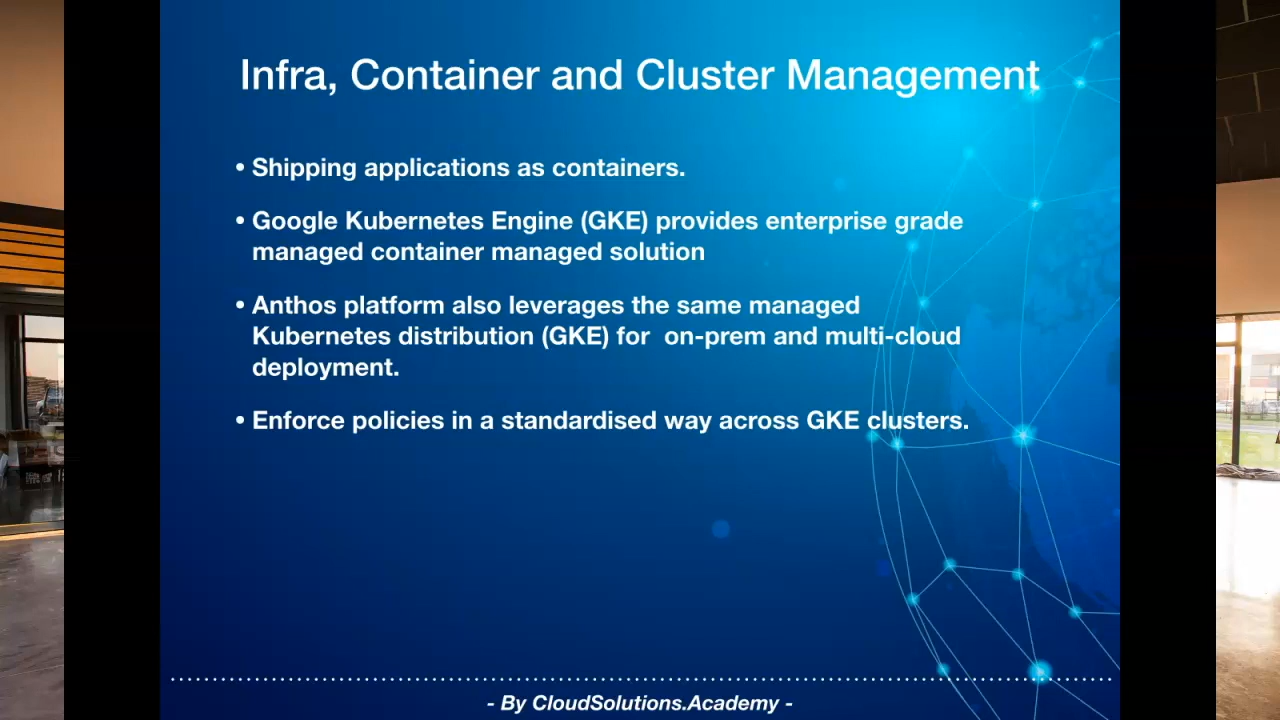 Infra, Container and Cluster Management
• Shipping applications as containers.
• Google Kubernetes Engine (GKE) provides enterprise grade
managed container managed solution
• Anthos platform also leverages the same managed
Kubernetes distribution (GKE) for  on-prem and multi-cloud
deployment.
• Enforce policies in a standardised way across GKE clusters.
- By CloudSolutions.Academy -